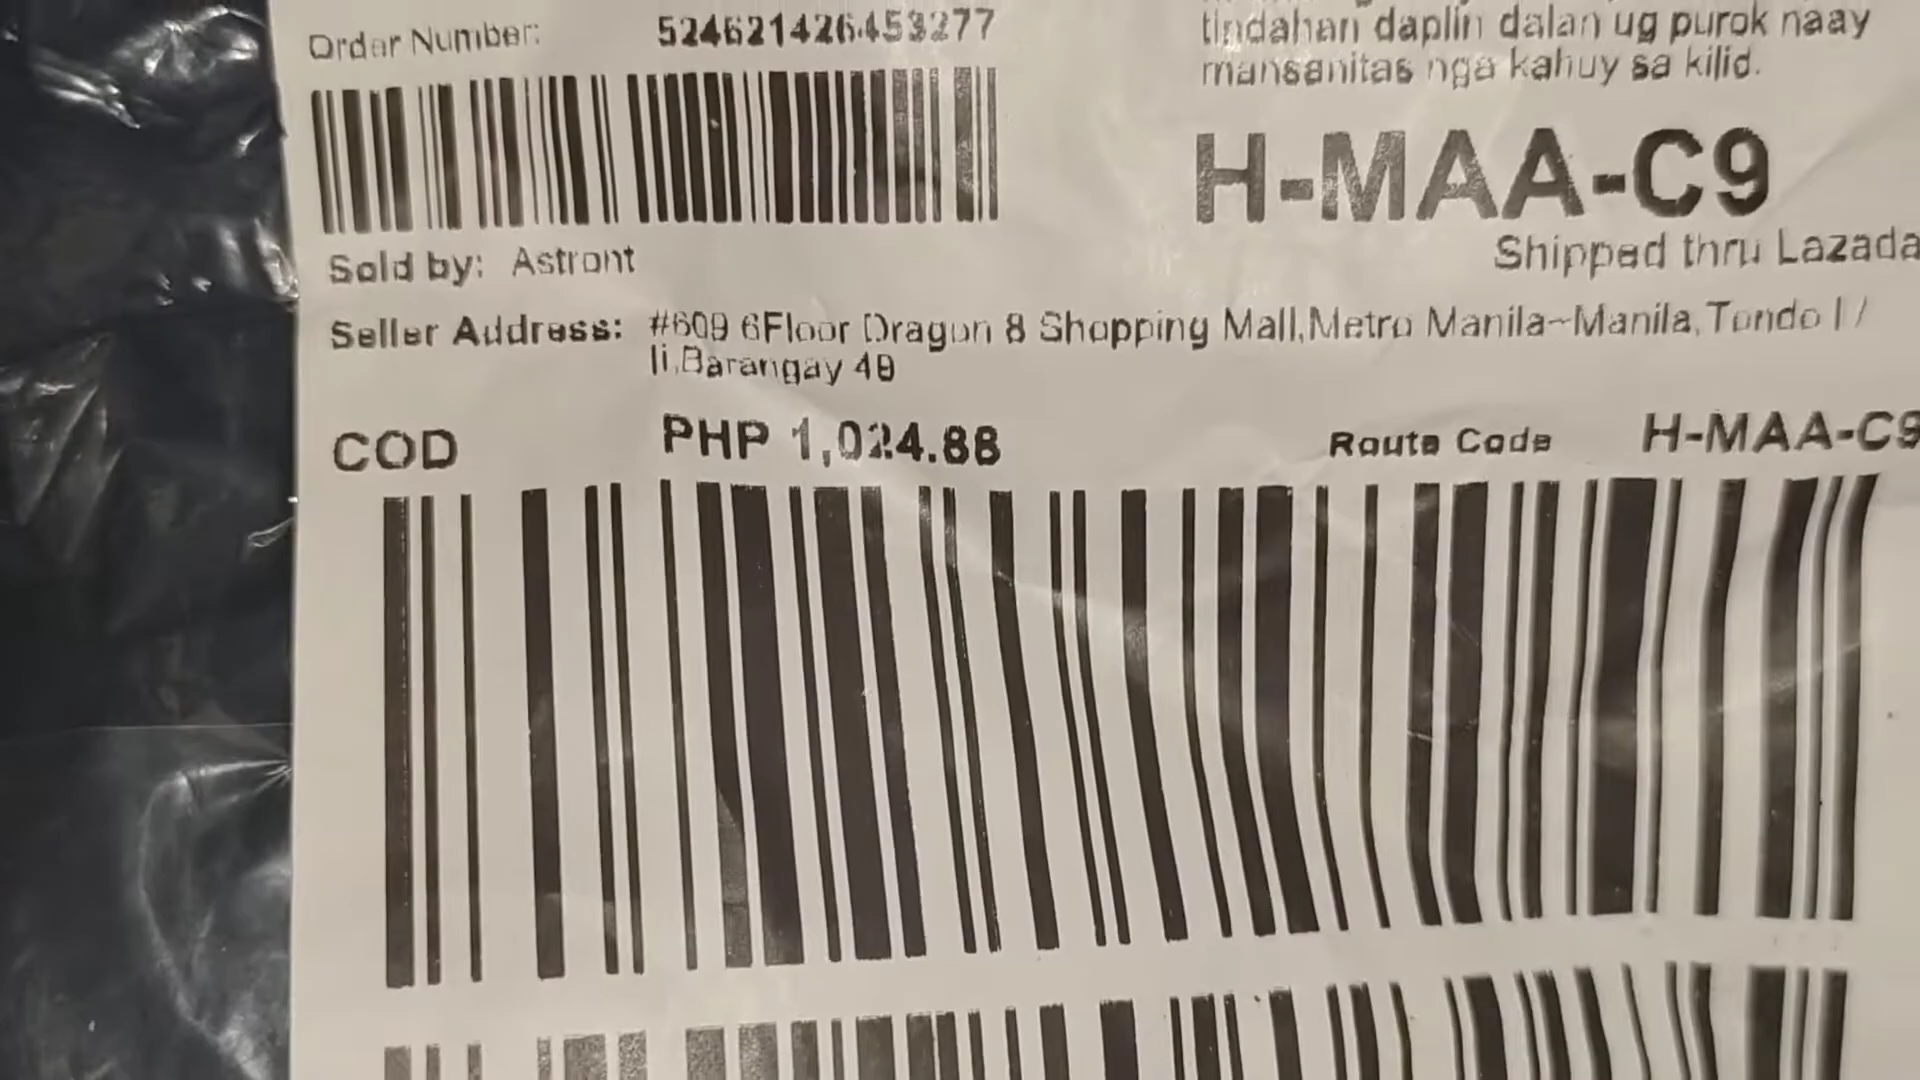 Order Number: 524621426453277
tindahan daplin dalan ug purok naay
mansanitas nga kahuy sa kilid.
H-MAA-C9
Sold by: Astront
Shipped thru Lazada
Seller Address: #609 6Floor Dragon 8 Shopping Mall,Metro Manila~Manila,Tondo I /
Ii,Barangay 49
COD PHP 1,024.88 Route Code H-MAA-C9